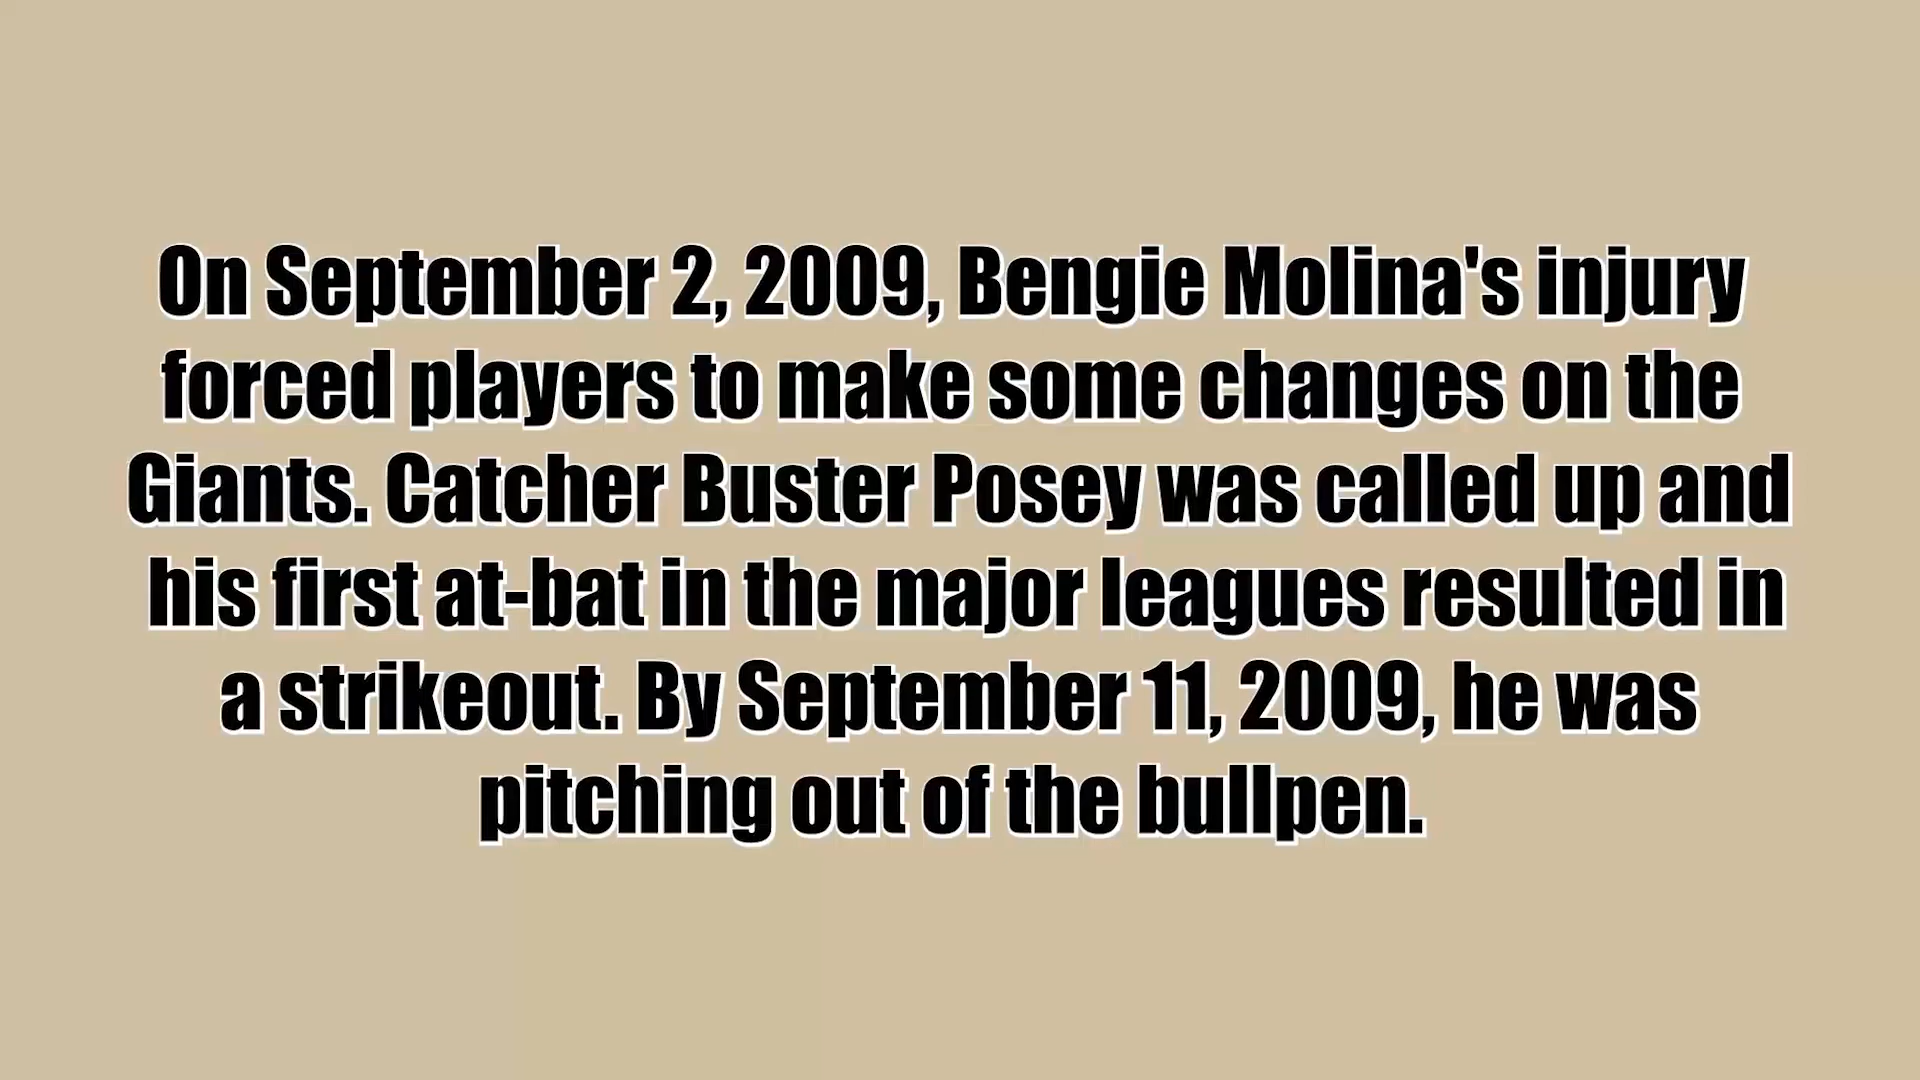 On September 2, 2009, Bengie Molina's injury
forced players to make some changes on the
Giants. Catcher Buster Posey was called up and
his first at-bat in the major leagues resulted in
a strikeout. By September 11, 2009, he was
pitching out of the bullpen.